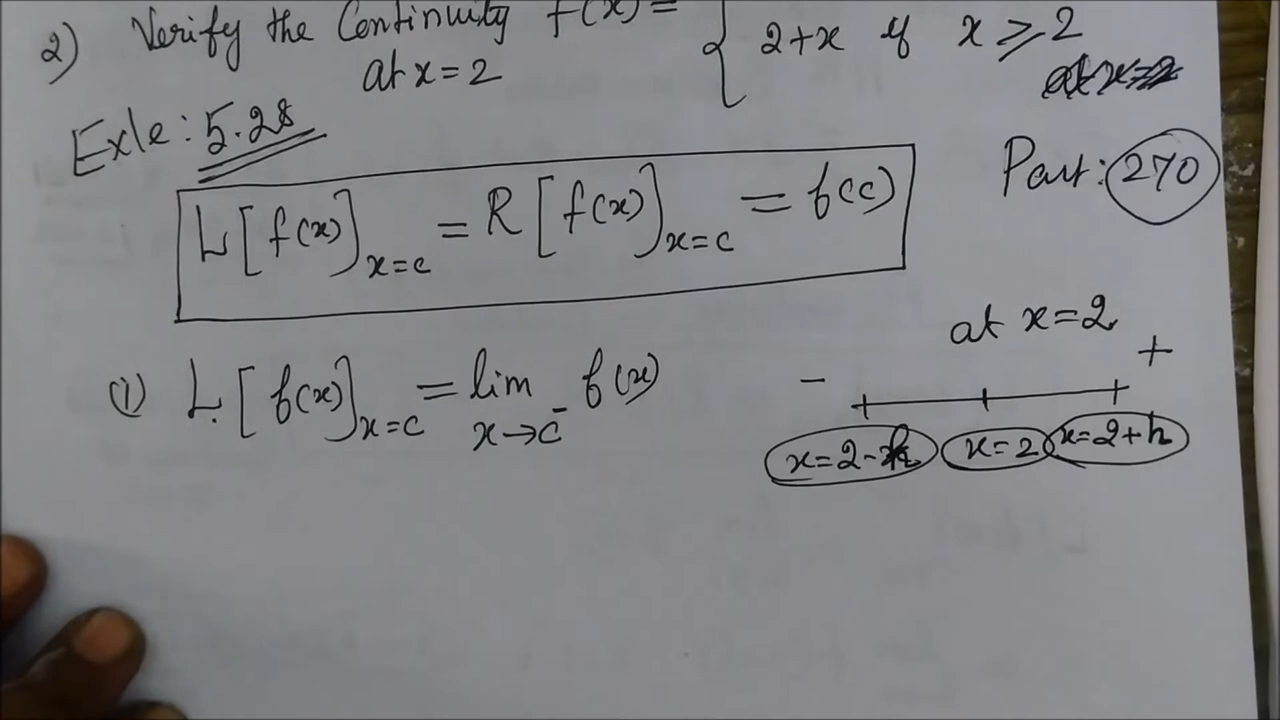 2) Verify the Continuity f(x) = { 2+x if x ≥ 2
at x = 2
Exle: 5.28
Part: 270
L[f(x)]x=c = R[f(x)]x=c = f(c)
at x=2
(1) L.[f(x)]x=c = lim x→c⁻ f(x)
− +
x=2-h x=2 x=2+h